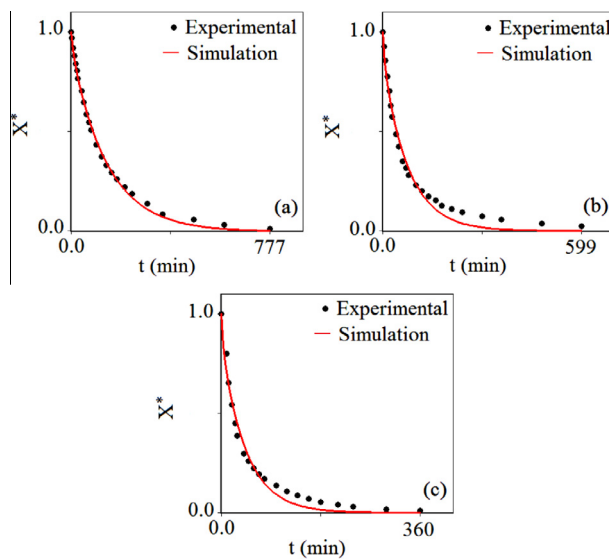 1.0
Experimental
Simulation
X*
(a)
0.0
0.0
777
t (min)
1.0
Experimental
Simulation
X*
(b)
0.0
0.0
599
t (min)
1.0
Experimental
Simulation
X*
(c)
0.0
0.0
360
t (min)